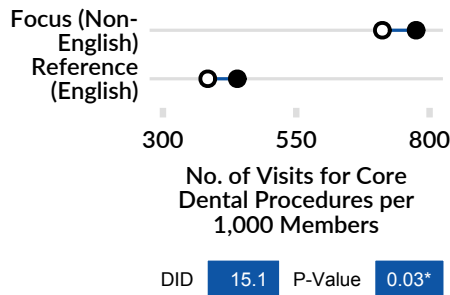 Focus (Non-
English)
Reference
(English)
300 550 800
No. of Visits for Core
Dental Procedures per
1,000 Members
DID 15.1 P-Value 0.03*